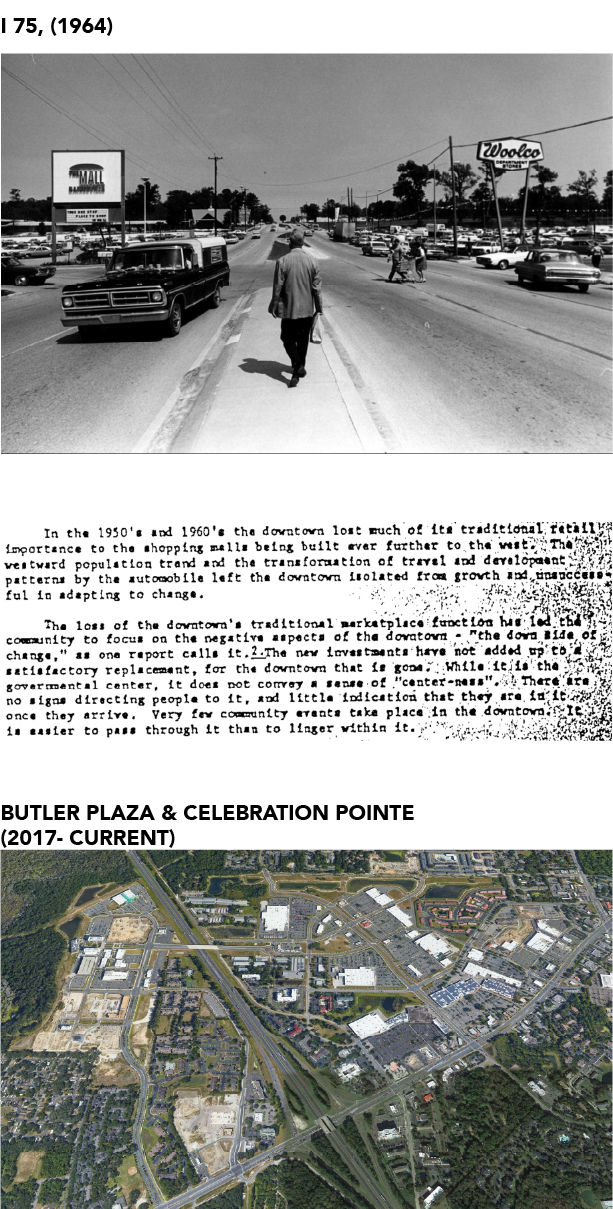 I 75, (1964)
THE
MALL
GAINESVILLE
Woolco
DEPARTMENT
STORES
In the 1950's and 1960's the downtown lost much of its traditional retail
importance to the shopping malls being built ever further to the west. The
westward population trend and the transformation of travel and development
patterns by the automobile left the downtown isolated from growth and unsuccess-
ful in adapting to change.
The loss of the downtown's traditional marketplace function has led the
community to focus on the negative aspects of the downtown - "the down side of
change," as one report calls it.2.The new investments have not added up to a
satisfactory replacement, for the downtown that is gone. While it is the
governmental center, it does not convey a sense of "center-ness". There are
no signs directing people to it, and little indication that they are in it
once they arrive. Very few community events take place in the downtown. It
is easier to pass through it than to linger within it.
BUTLER PLAZA & CELEBRATION POINTE
(2017- CURRENT)